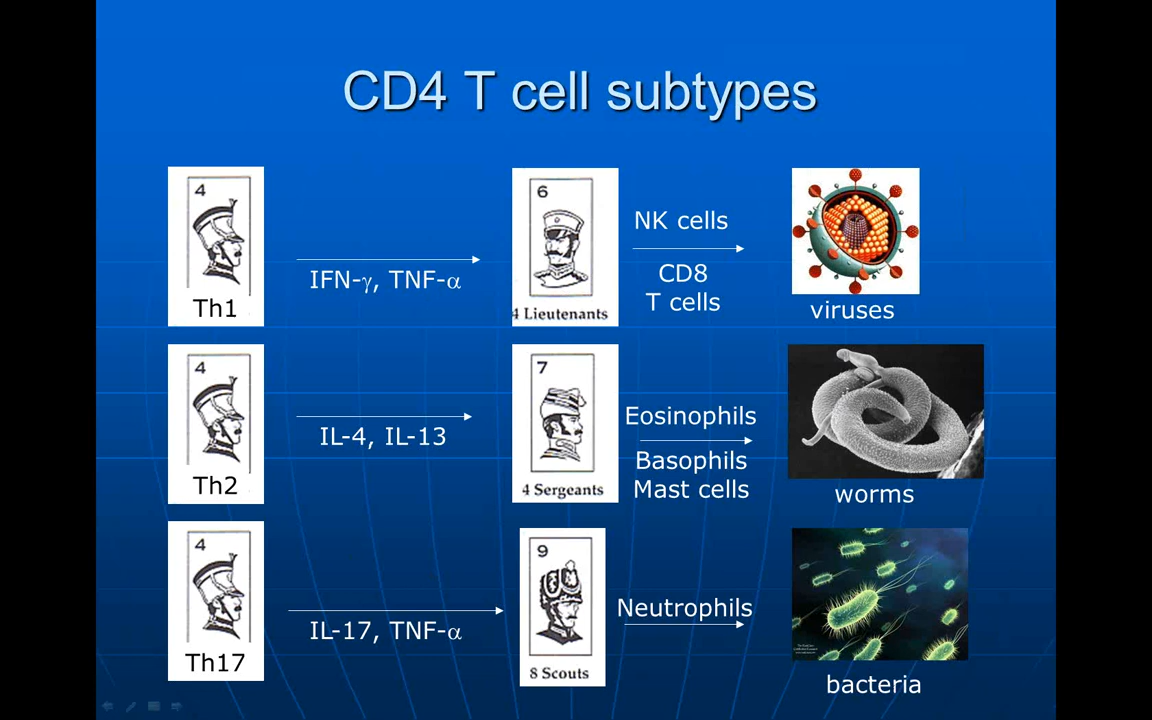 CD4 T cell subtypes
4
Th1
IFN-γ, TNF-α
6
4 Lieutenants
NK cells
CD8
T cells
viruses
4
Th2
IL-4, IL-13
7
4 Sergeants
Eosinophils
Basophils
Mast cells
worms
4
Th17
IL-17, TNF-α
9
8 Scouts
Neutrophils
bacteria